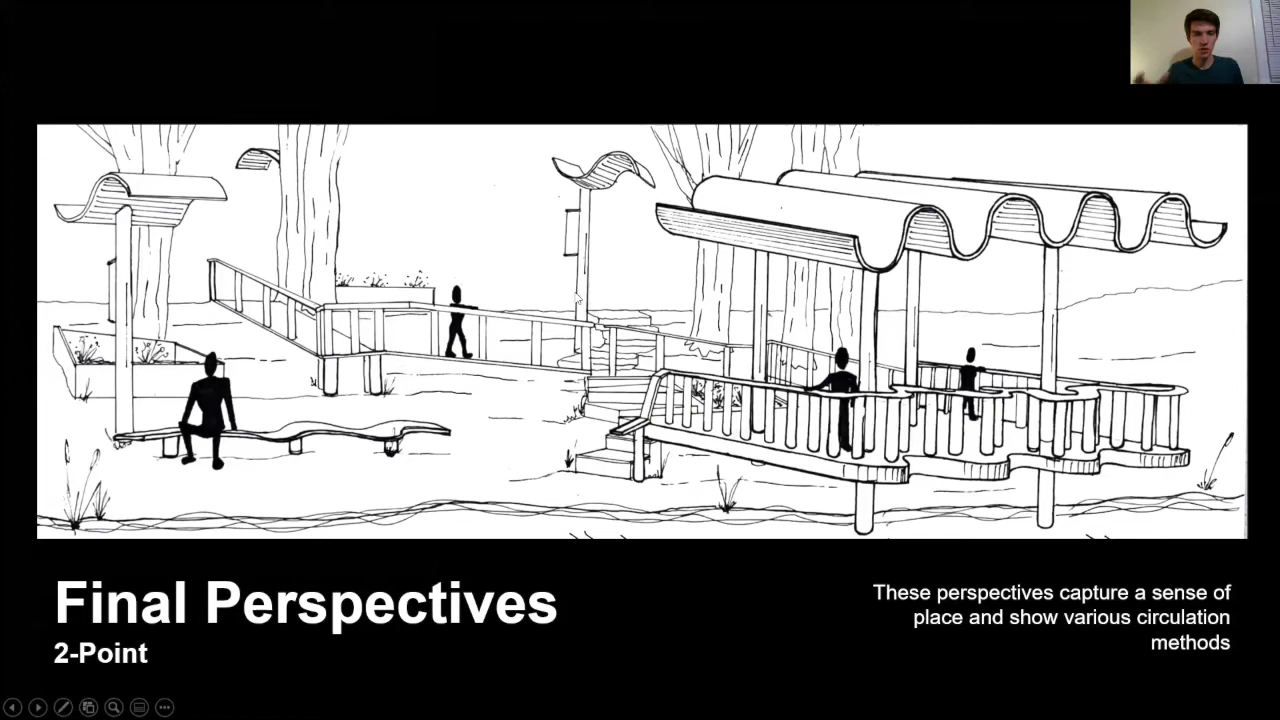 Final Perspectives
2-Point
These perspectives capture a sense of
place and show various circulation
methods